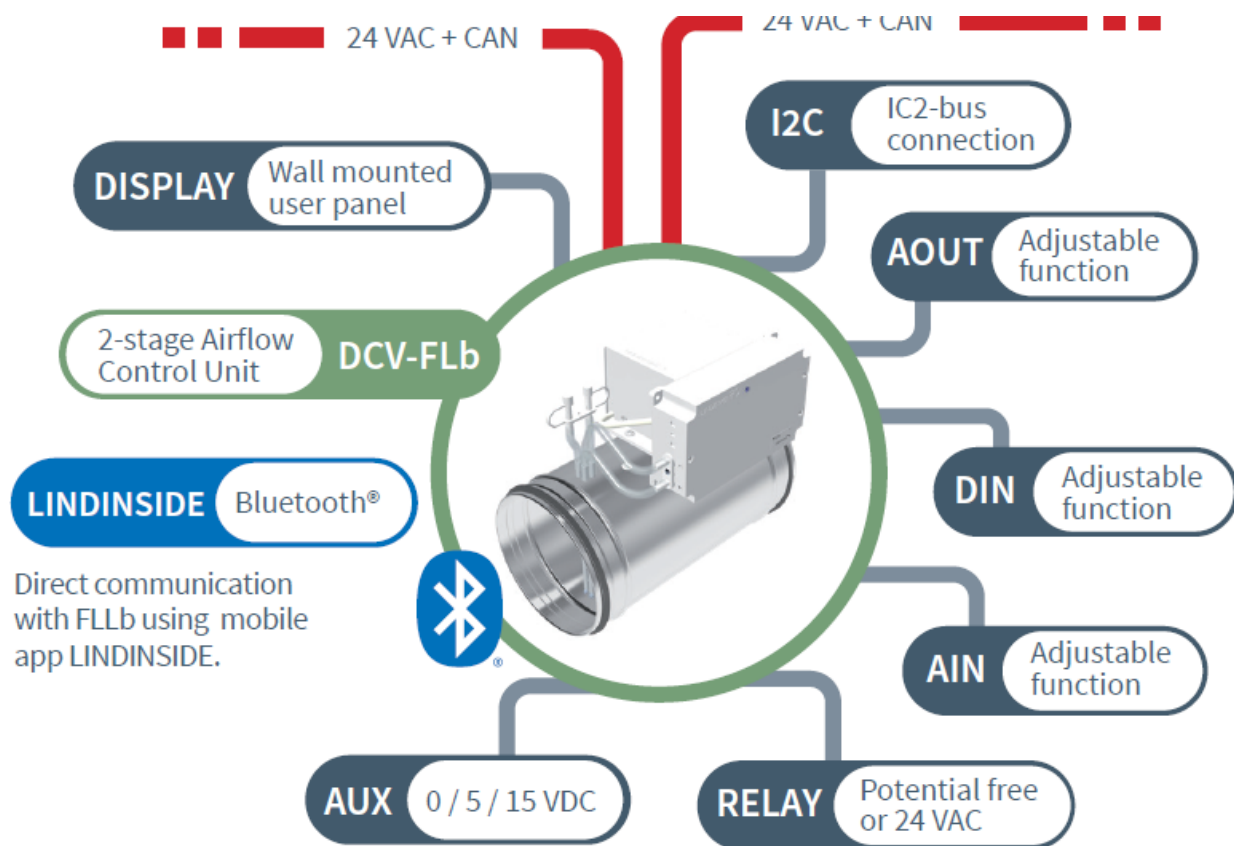 24 VAC + CAN
24 VAC + CAN
I2C
IC2-bus
connection
DISPLAY
Wall mounted
user panel
AOUT
Adjustable
function
2-stage Airflow
Control Unit
DCV-FLb
LINDINSIDE
Bluetooth®
DIN
Adjustable
function
Direct communication
with FLLb using mobile
app LINDINSIDE.
®
AIN
Adjustable
function
AUX
0 / 5 / 15 VDC
RELAY
Potential free
or 24 VAC